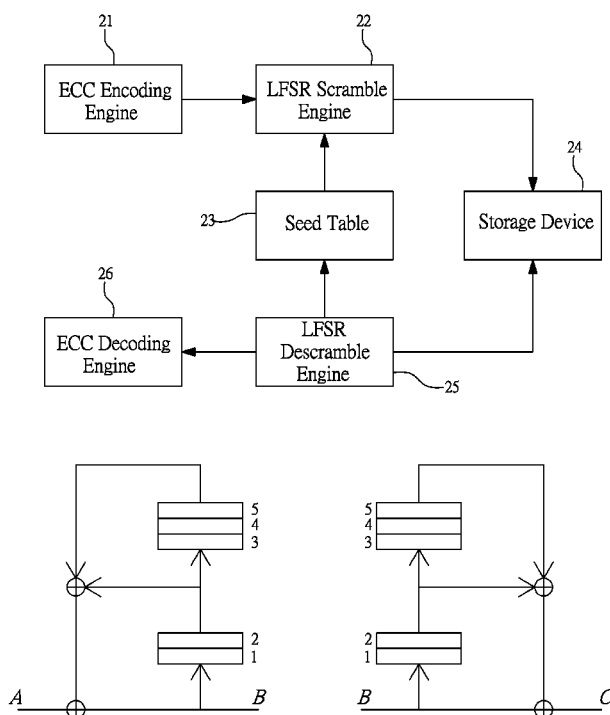 21
ECC Encoding
Engine
22
LFSR Scramble
Engine
23
Seed Table
24
Storage Device
26
ECC Decoding
Engine
LFSR
Descramble
Engine
25
5
4
3
2
1
A
B
5
4
3
2
1
B
C